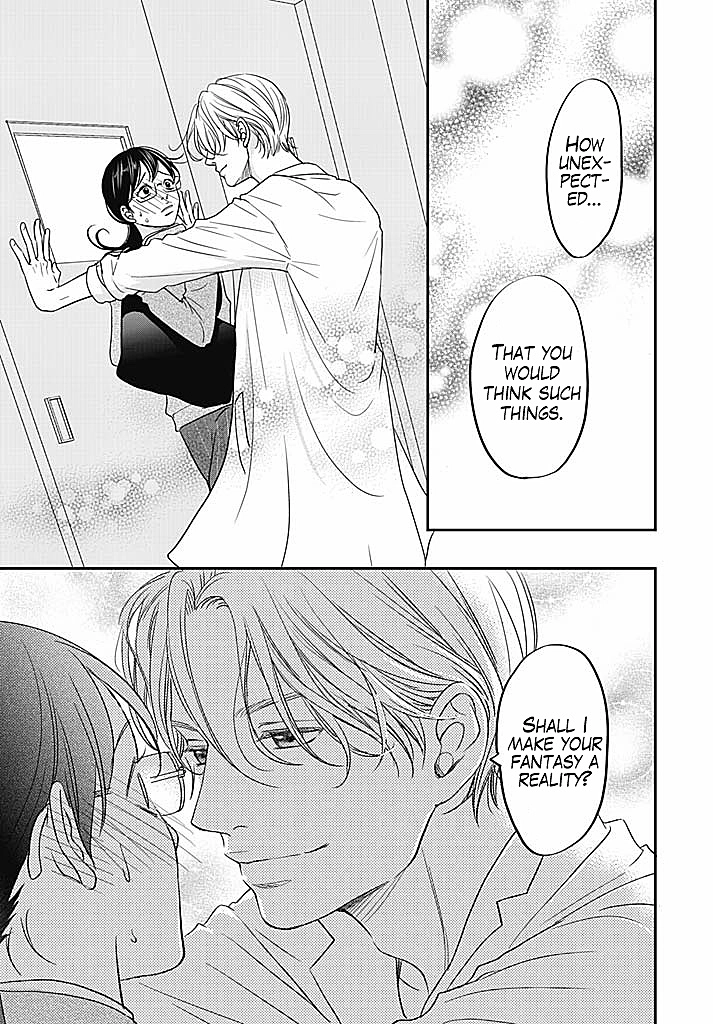 HOW
UNEX-
PECT-
ED...
THAT YOU
WOULD
THINK SUCH
THINGS.
SHALL I
MAKE YOUR
FANTASY A
REALITY?